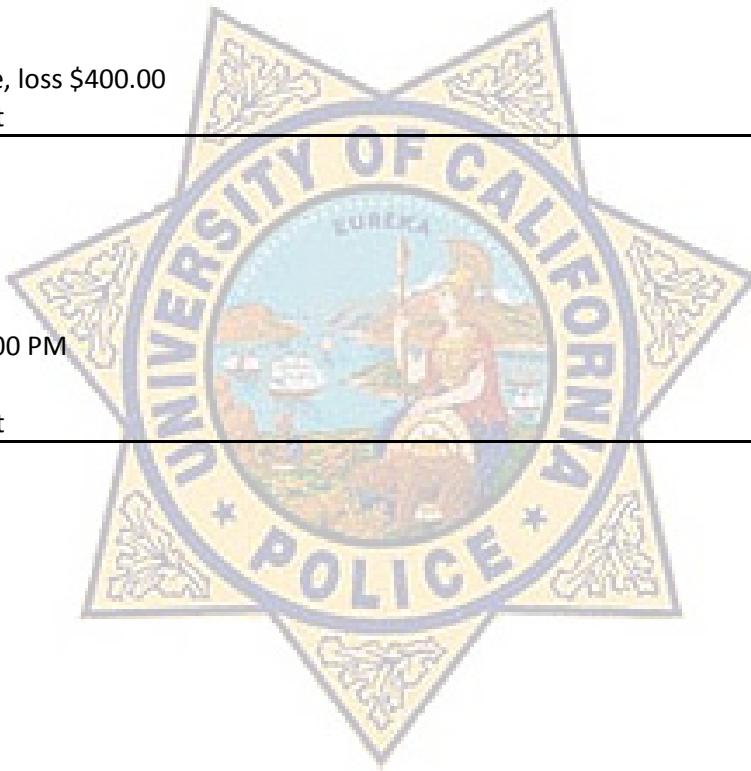 e, loss $400.00
t
UNIVERSITY OF CALIFORNIA
EUREKA
00 PM
t
* POLICE *